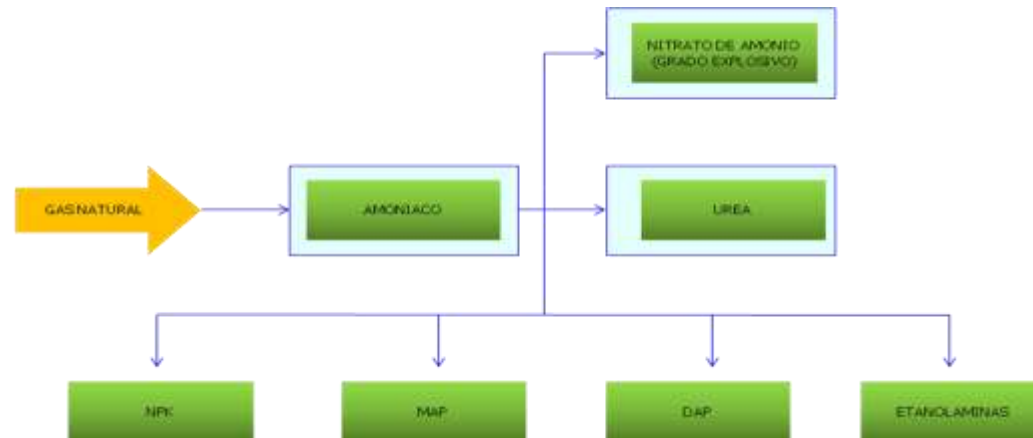 NITRATO DE AMONIO
(GRADO EXPLOSIVO)
GAS NATURAL
AMONIACO
UREA
NPK
MAP
DAP
ETANOLAMINAS